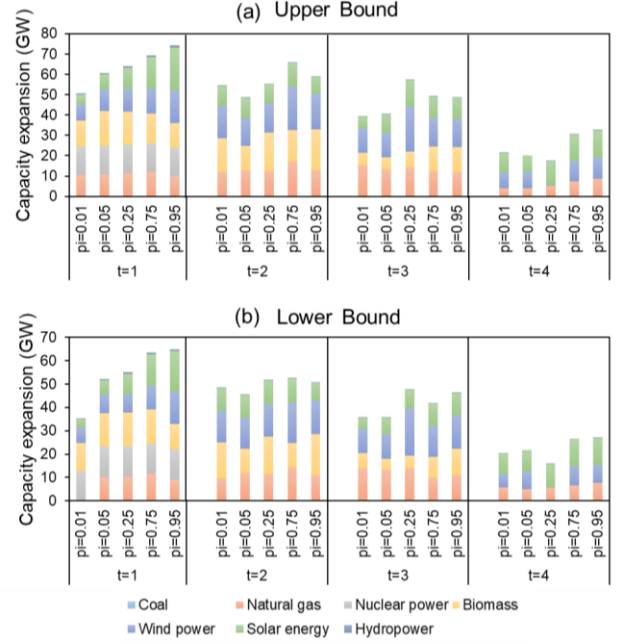 (a) Upper Bound
Capacity expansion (GW)
80
70
60
50
40
30
20
10
0
pi=0.01 pi=0.05 pi=0.25 pi=0.75 pi=0.95 pi=0.01 pi=0.05 pi=0.25 pi=0.75 pi=0.95 pi=0.01 pi=0.05 pi=0.25 pi=0.75 pi=0.95 pi=0.01 pi=0.05 pi=0.25 pi=0.75 pi=0.95
t=1 t=2 t=3 t=4
(b) Lower Bound
Capacity expansion (GW)
70
60
50
40
30
20
10
0
pi=0.01 pi=0.05 pi=0.25 pi=0.75 pi=0.95 pi=0.01 pi=0.05 pi=0.25 pi=0.75 pi=0.95 pi=0.01 pi=0.05 pi=0.25 pi=0.75 pi=0.95 pi=0.01 pi=0.05 pi=0.25 pi=0.75 pi=0.95
t=1 t=2 t=3 t=4
Coal Natural gas Nuclear power Biomass
Wind power Solar energy Hydropower